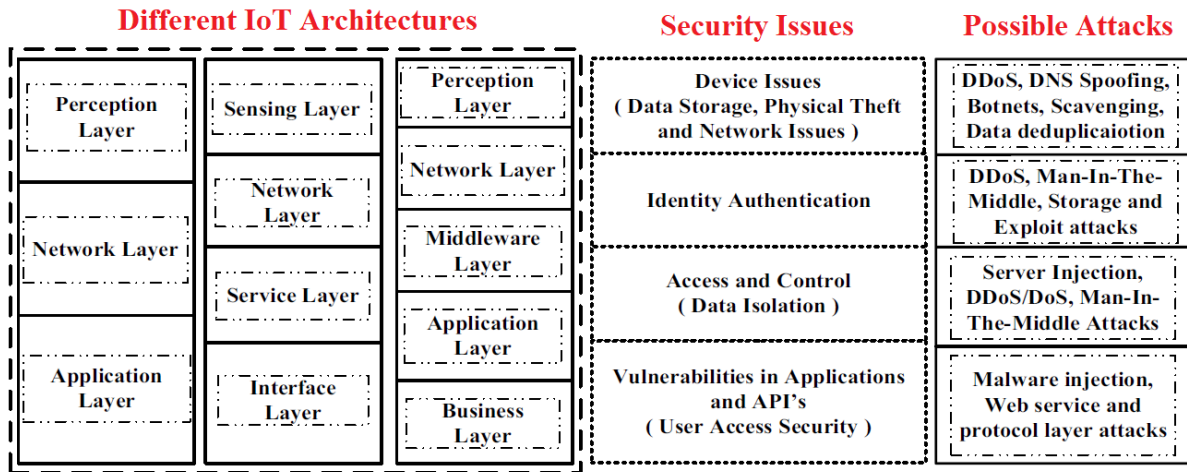 Different IoT Architectures
Perception
Layer
Network Layer
Application
Layer
Sensing Layer
Network
Layer
Service Layer
Interface
Layer
Perception
Layer
Network Layer
Middleware
Layer
Application
Layer
Business
Layer
Security Issues
Device Issues
( Data Storage, Physical Theft
and Network Issues )
Identity Authentication
Access and Control
( Data Isolation )
Vulnerabilities in Applications
and API's
( User Access Security )
Possible Attacks
DDoS, DNS Spoofing,
Botnets, Scavenging,
Data deduplicaiotion
DDoS, Man-In-The-
Middle, Storage and
Exploit attacks
Server Injection,
DDoS/DoS, Man-In-
The-Middle Attacks
Malware injection,
Web service and
protocol layer attacks